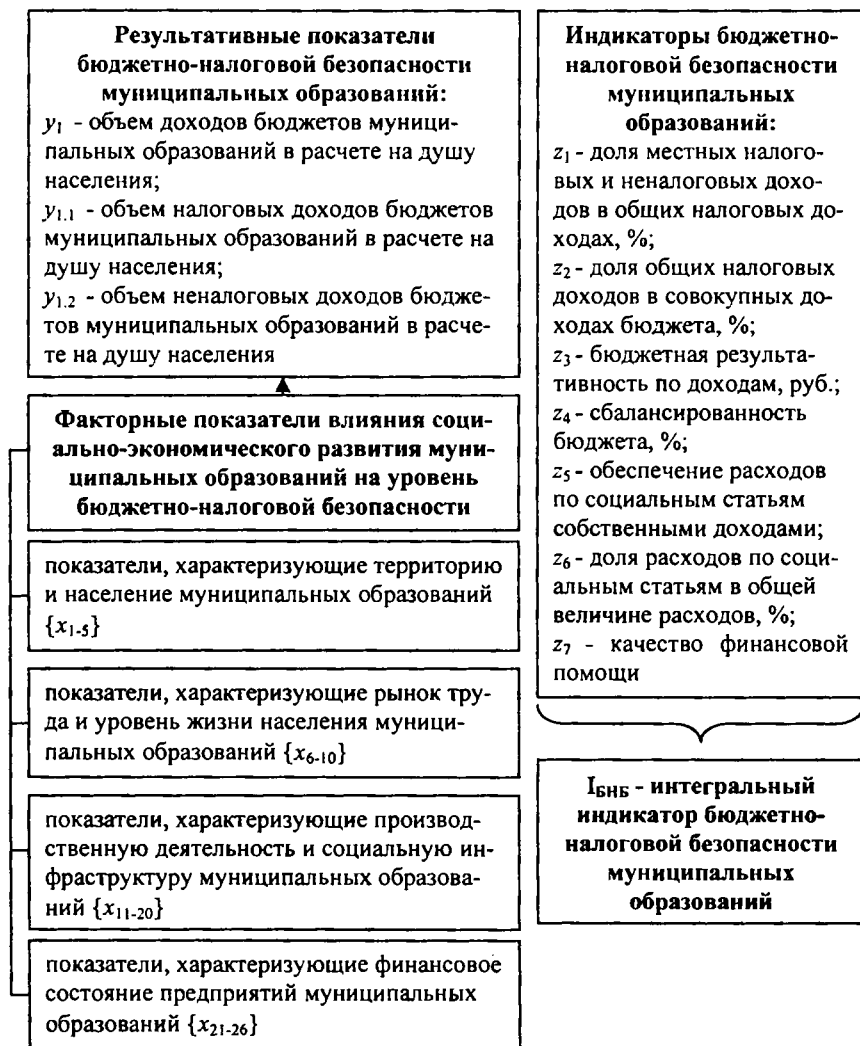 Результативные показатели
бюджетно-налоговой безопасности
муниципальных образований:
y1 - объем доходов бюджетов муници-
пальных образований в расчете на душу
населения;
y1.1 - объем налоговых доходов бюджетов
муниципальных образований в расчете на
душу населения;
y1.2 - объем неналоговых доходов бюдже-
тов муниципальных образований в расче-
те на душу населения
Факторные показатели влияния соци-
ально-экономического развития муни-
ципальных образований на уровень
бюджетно-налоговой безопасности
показатели, характеризующие территорию
и население муниципальных образований
{x1-5}
показатели, характеризующие рынок тру-
да и уровень жизни населения муници-
пальных образований {x6-10}
показатели, характеризующие производ-
ственную деятельность и социальную ин-
фраструктуру муниципальных образова-
ний {x11-20}
показатели, характеризующие финансовое
состояние предприятий муниципальных
образований {x21-26}
Индикаторы бюджетно-
налоговой безопасности
муниципальных
образований:
z1 - доля местных налого-
вых и неналоговых дохо-
дов в общих налоговых до-
ходах, %;
z2 - доля общих налоговых
доходов в совокупных до-
ходах бюджета, %;
z3 - бюджетная результа-
тивность по доходам, руб.;
z4 - сбалансированность
бюджета, %;
z5 - обеспечение расходов
по социальным статьям
собственными доходами;
z6 - доля расходов по соци-
альным статьям в общей
величине расходов, %;
z7 - качество финансовой
помощи
IБНБ - интегральный
индикатор бюджетно-
налоговой безопасности
муниципальных
образований